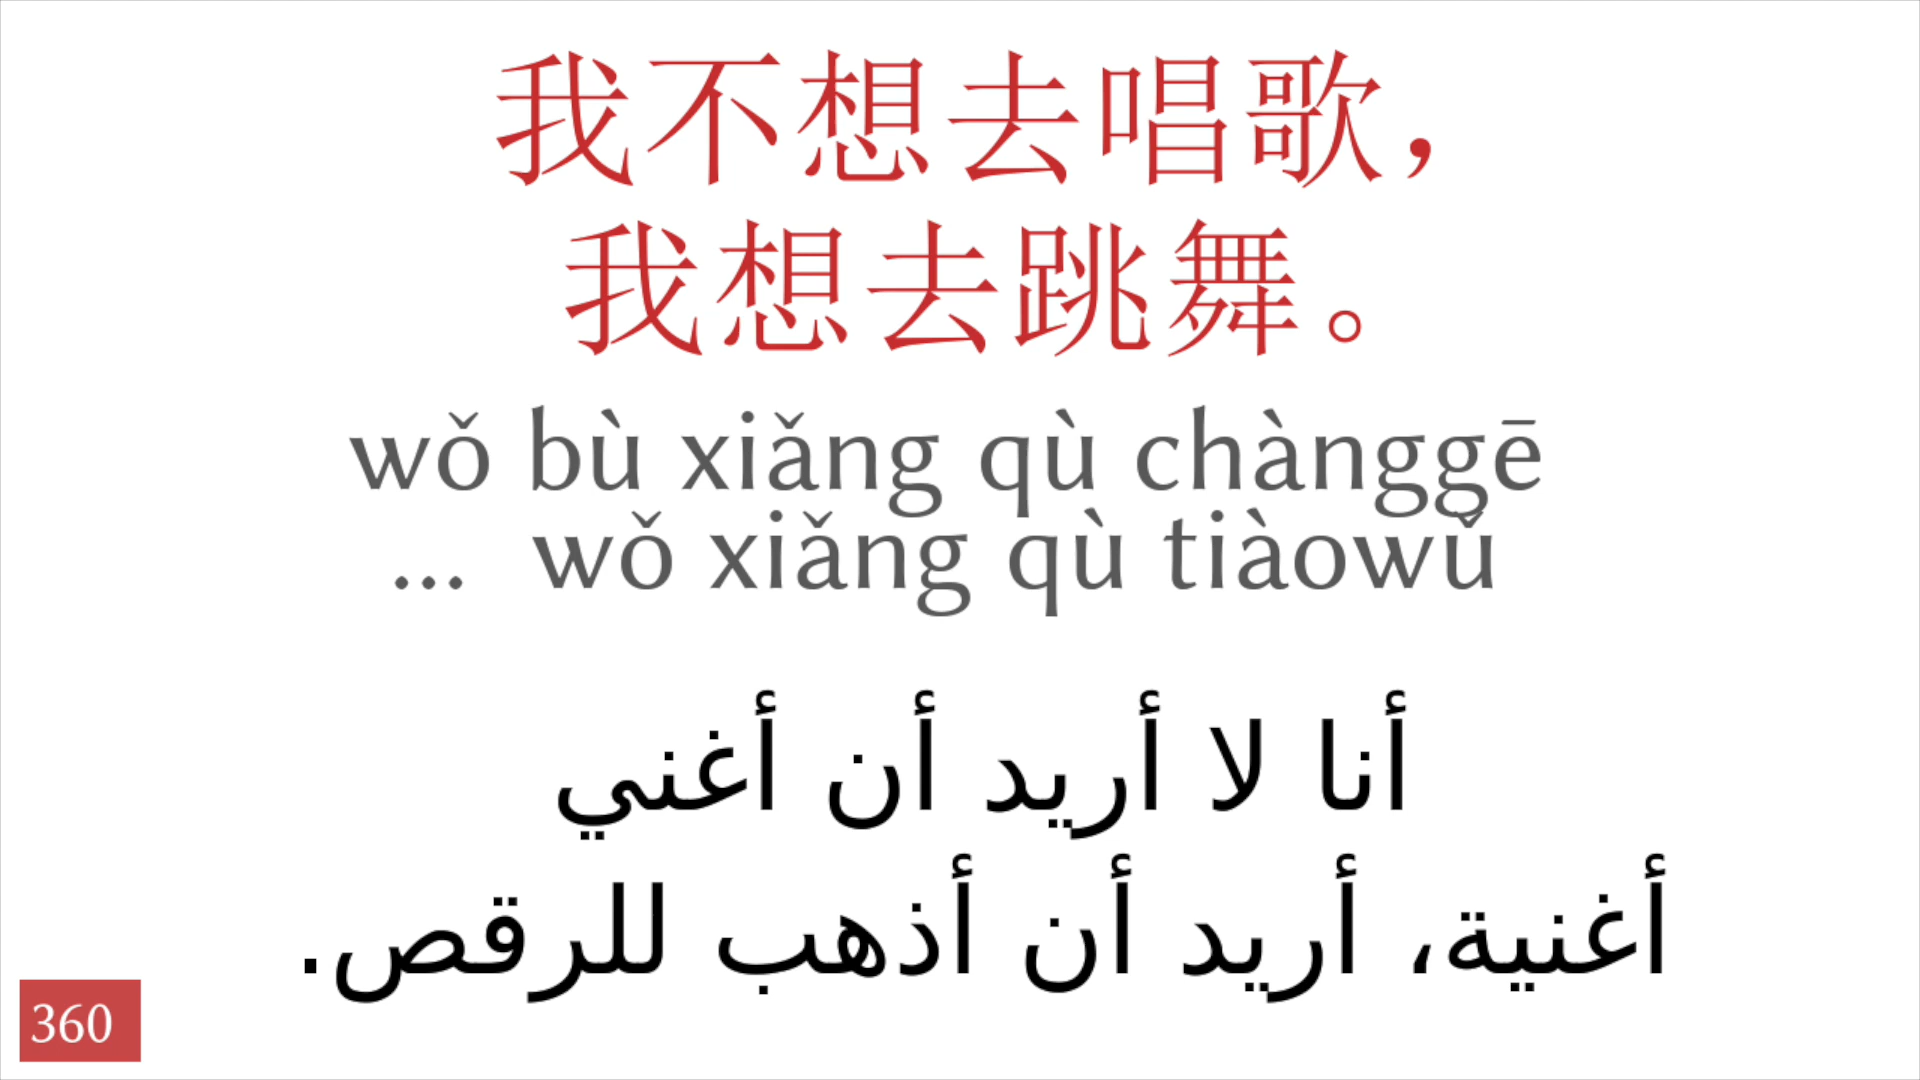 我不想去唱歌，
我想去跳舞。
wǒ bù xiǎng qù chànggē
... wǒ xiǎng qù tiàowǔ
أنا لا أريد أن أغني
أغنية، أريد أن أذهب للرقص.
360